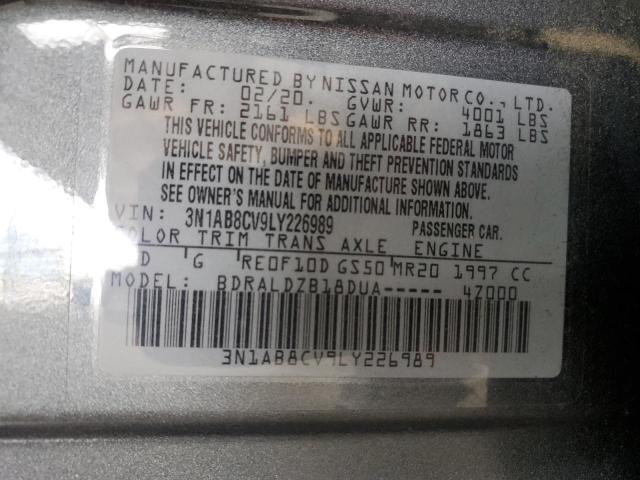 MANUFACTURED BY NISSAN MOTOR CO., LTD.
DATE: 02/20. GVWR: 4001 LBS
GAWR FR: 2161 LBS GAWR RR: 1863 LBS
THIS VEHICLE CONFORMS TO ALL APPLICABLE FEDERAL MOTOR
VEHICLE SAFETY, BUMPER AND THEFT PREVENTION STANDARDS
IN EFFECT ON THE DATE OF MANUFACTURE SHOWN ABOVE.
SEE OWNER'S MANUAL FOR ADDITIONAL INFORMATION.
VIN: 3N1AB8CV9LY226989 PASSENGER CAR.
COLOR TRIM TRANS AXLE ENGINE
G RE0F10D GS50 MR20 1997 CC
MODEL: BDRALDZB18DUA----- 4Z000
3N1AB8CV9LY226989